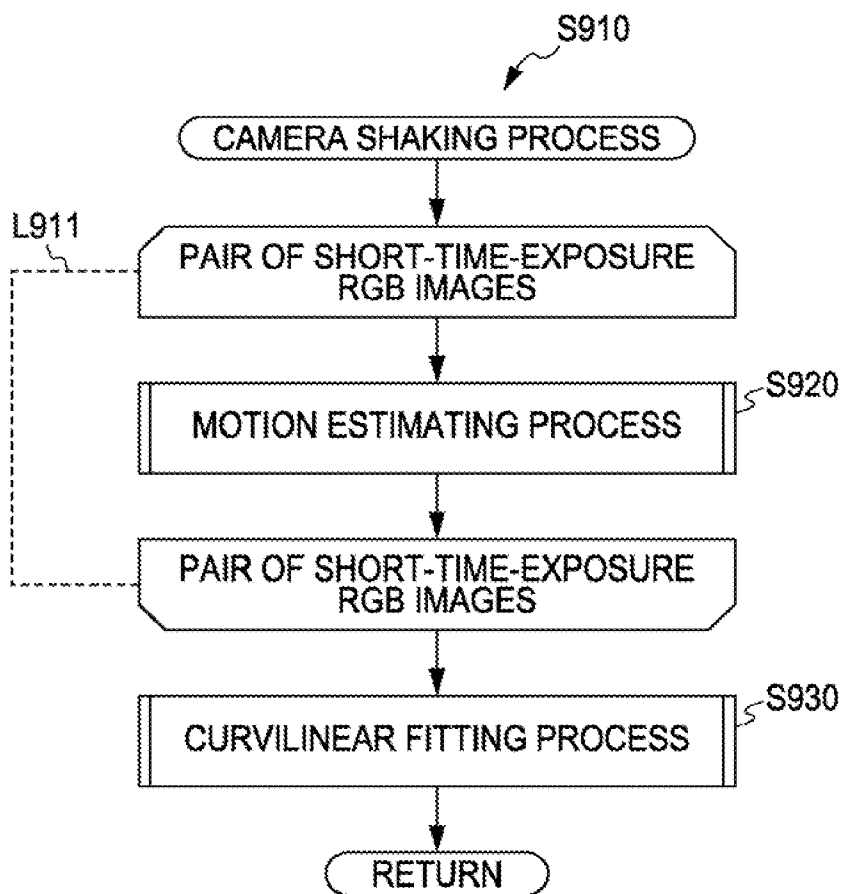 S910
CAMERA SHAKING PROCESS
L911
PAIR OF SHORT-TIME-EXPOSURE
RGB IMAGES
S920
MOTION ESTIMATING PROCESS
PAIR OF SHORT-TIME-EXPOSURE
RGB IMAGES
S930
CURVILINEAR FITTING PROCESS
RETURN